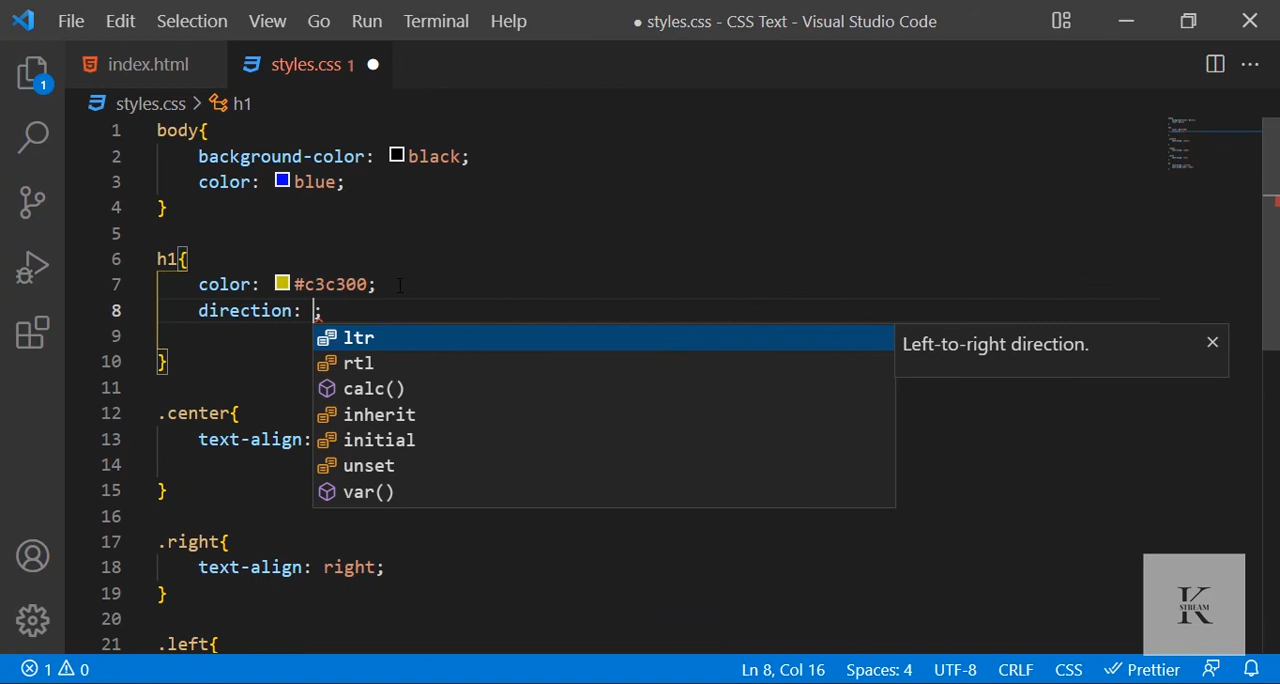 File Edit Selection View Go Run Terminal Help ● styles.css - CSS Text - Visual Studio Code
1
index.html styles.css 1
styles.css > h1
1 body{
2 background-color: black;
3 color: blue;
4 }
5
6 h1{
7 color: #c3c300;
8 direction: ;
9 ltr Left-to-right direction.
rtl
10 }
11 calc()
12 .center{ inherit
13 text-align: initial
14 unset
15 } var()
16
17 .right{
18 text-align: right;
19 }
20
21 .left{
K
STREAM
1 0 Ln 8, Col 16 Spaces: 4 UTF-8 CRLF CSS Prettier